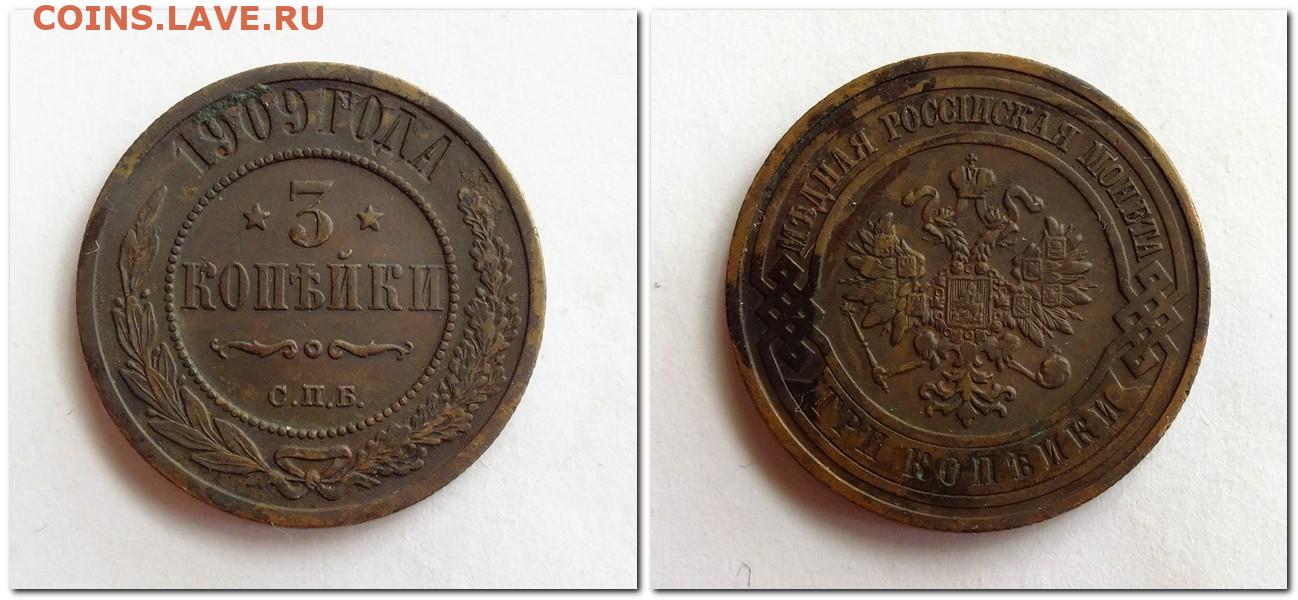 COINS.LAVE.RU
1909 ГОДА
3
КОПѢЙКИ
С.П.Б.
МѢДНАЯ РОССІЙСКАЯ МОНЕТА
ТРИ КОПѢЙКИ